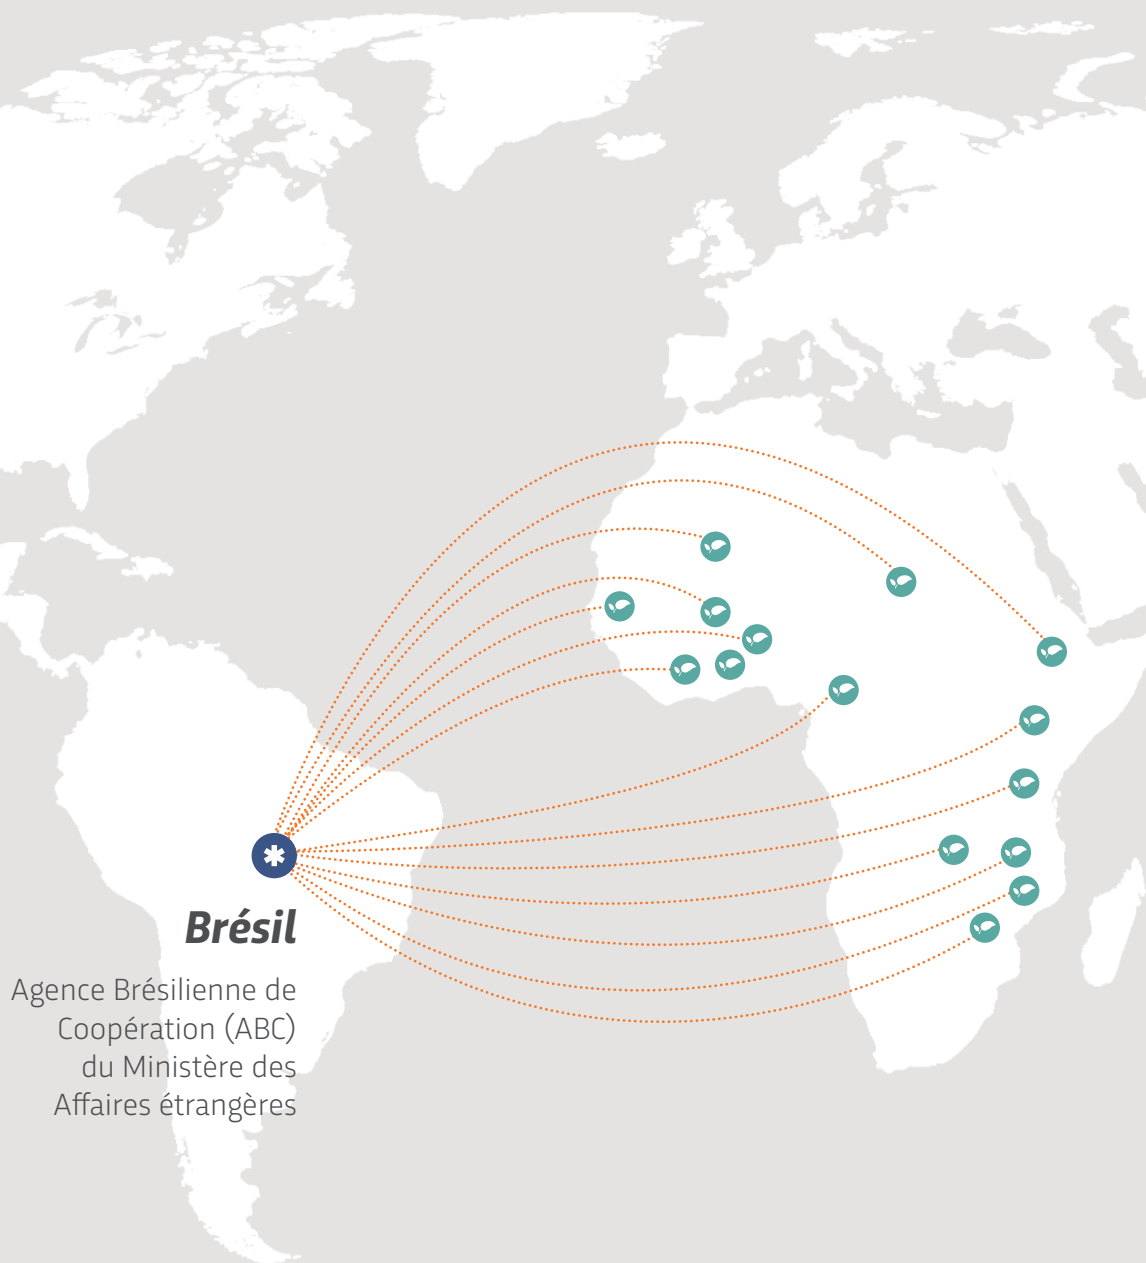 Brésil
Agence Brésilienne de
Coopération (ABC)
du Ministère des
Affaires étrangères